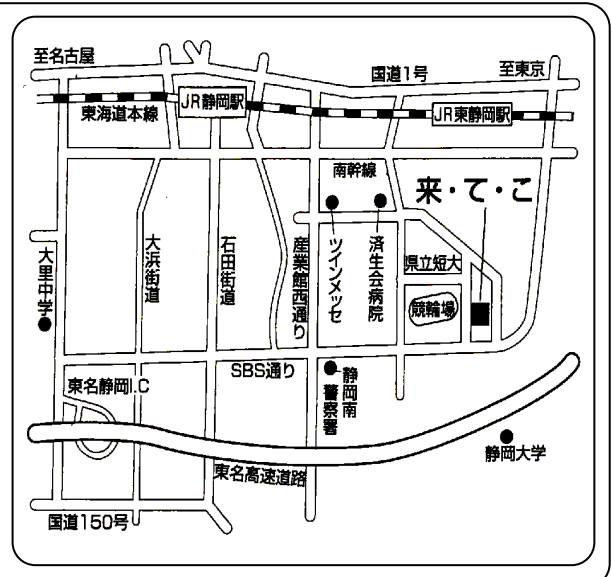 至名古屋
国道1号
至東京
東海道本線
JR静岡駅
JR東静岡駅
南幹線
来・て・こ
大里中学
大浜街道
石田街道
産業館西通り
ツインメッセ
済生会病院
県立短大
競輪場
SBS通り
静岡南
警察署
東名静岡I.C
静岡大学
東名高速道路
国道150号